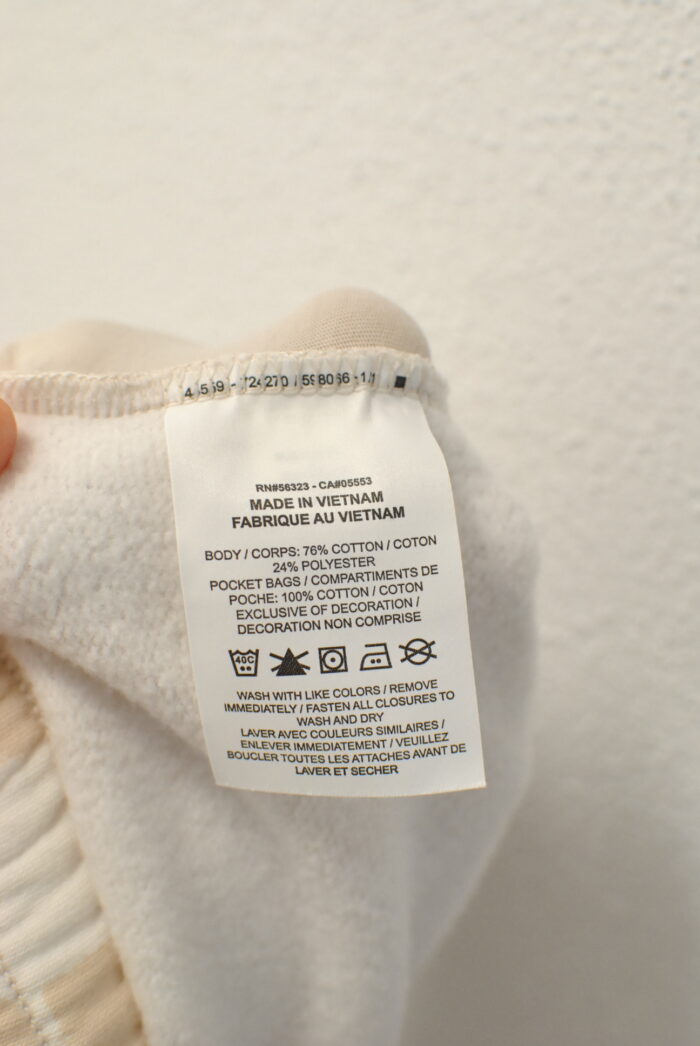 598066 -1/1
RN#56323 - CA#05553
MADE IN VIETNAM
FABRIQUE AU VIETNAM
BODY / CORPS: 76% COTTON / COTON
24% POLYESTER
POCKET BAGS / COMPARTIMENTS DE
POCHE: 100% COTTON / COTON
EXCLUSIVE OF DECORATION /
DECORATION NON COMPRISE
40C
WASH WITH LIKE COLORS / REMOVE
IMMEDIATELY / FASTEN ALL CLOSURES TO
WASH AND DRY
LAVER AVEC COULEURS SIMILAIRES /
ENLEVER IMMEDIATEMENT / VEUILLEZ
BOUCLER TOUTES LES ATTACHES AVANT DE
LAVER ET SECHER